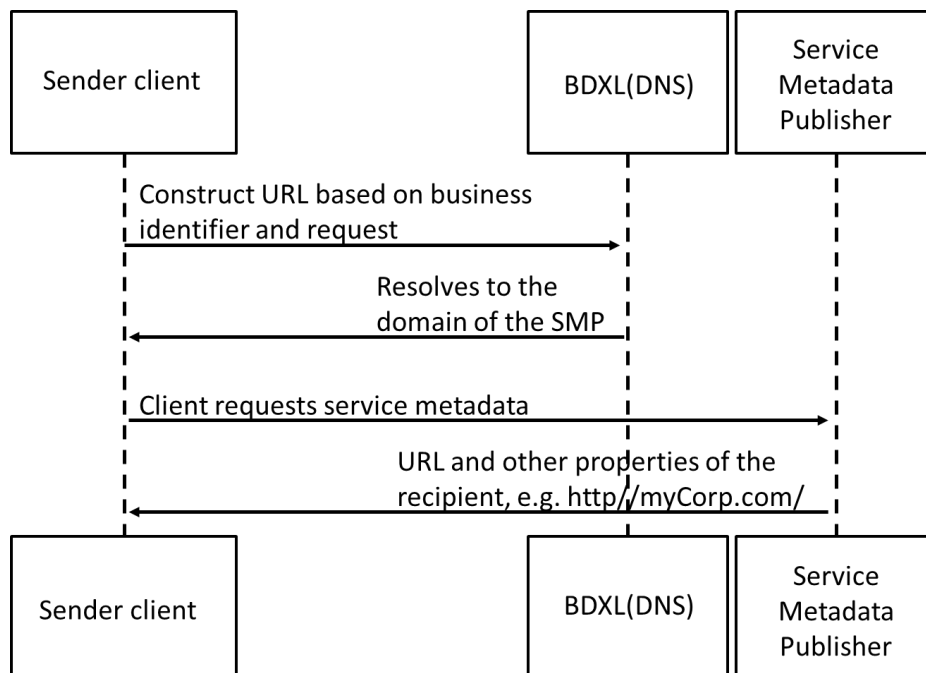 Sender client
BDXL(DNS)
Service
Metadata
Publisher
Construct URL based on business
identifier and request
Resolves to the
domain of the SMP
Client requests service metadata
URL and other properties of the
recipient, e.g. http//myCorp.com/
Sender client
BDXL(DNS)
Service
Metadata
Publisher